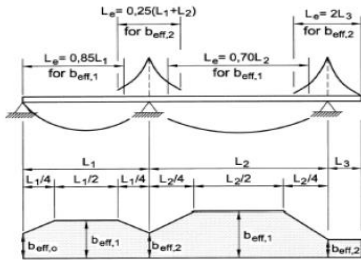 Lₑ= 0,25(L₁+L₂)
for b_eff,2
Lₑ= 2L₃
for b_eff,2
Lₑ= 0,85L₁
for b_eff,1
Lₑ= 0,70L₂
for b_eff,1
L₁
L₂
L₃
L₁/4
L₁/2
L₁/4
L₂/4
L₂/2
L₂/4
b_eff,o
b_eff,1
b_eff,2
b_eff,1
b_eff,2